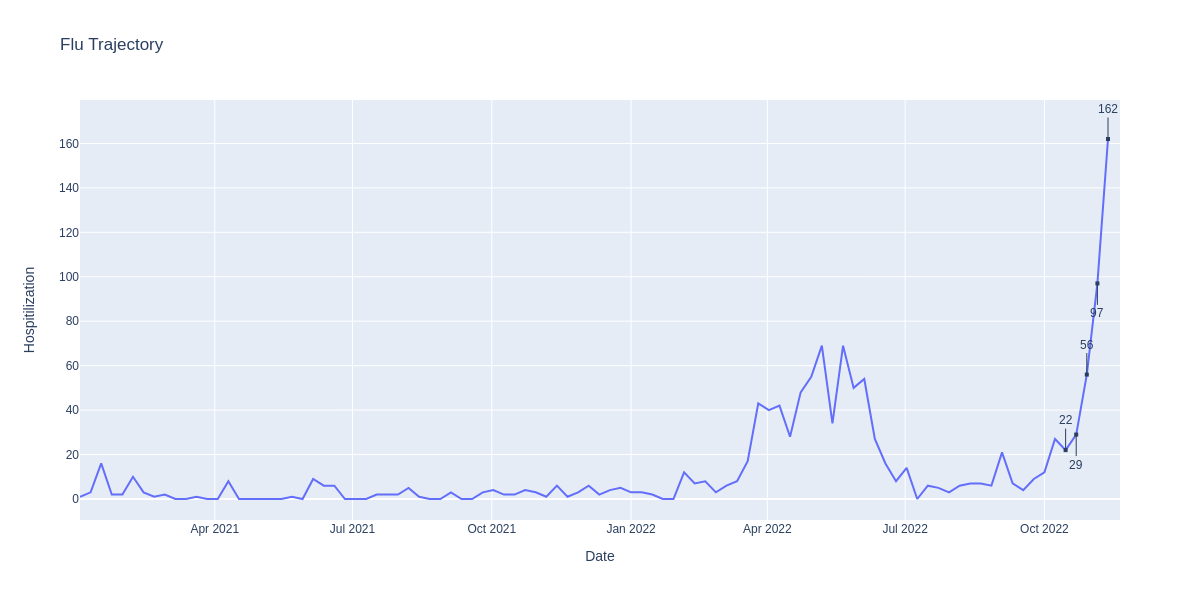 Flu Trajectory
162
160
140
120
100
80
97
56
60
40
22
20
29
0
Apr 2021
Jul 2021
Oct 2021
Jan 2022
Apr 2022
Jul 2022
Oct 2022
Date
Hospitilization